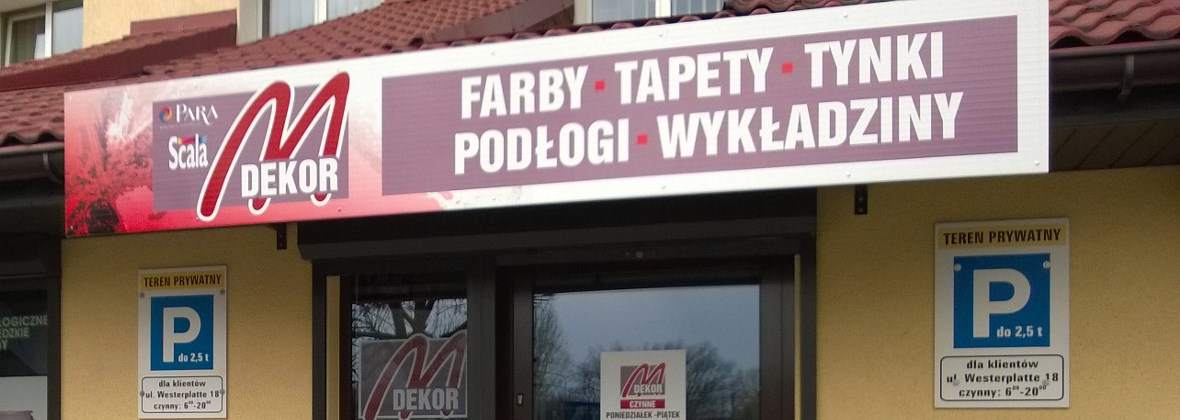 PARA
Scala
M
DEKOR
FARBY · TAPETY · TYNKI
PODŁOGI · WYKŁADZINY
TEREN PRYWATNY
P
do 2,5 t
dla klientów
ul. Westerplatte 18
czynny: 6⁰⁰-20⁰⁰
LOGICZNE
M
DEKOR
M
DEKOR
CZYNNE
PONIEDZIAŁEK - PIĄTEK
TEREN PRYWATNY
P
do 2,5 t
dla klientów
ul. Westerplatte 18
czynny: 6⁰⁰-20⁰⁰